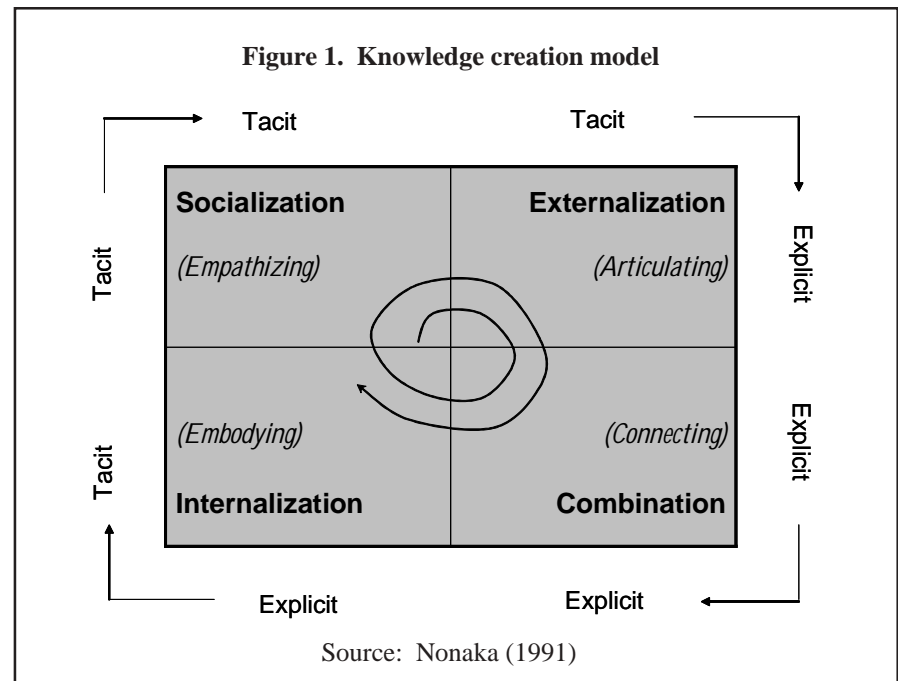 Figure 1. Knowledge creation model
Tacit
Tacit
Socialization
Externalization
Tacit
(Empathizing)
(Articulating)
Explicit
(Embodying)
(Connecting)
Tacit
Explicit
Internalization
Combination
Explicit
Explicit
Source: Nonaka (1991)